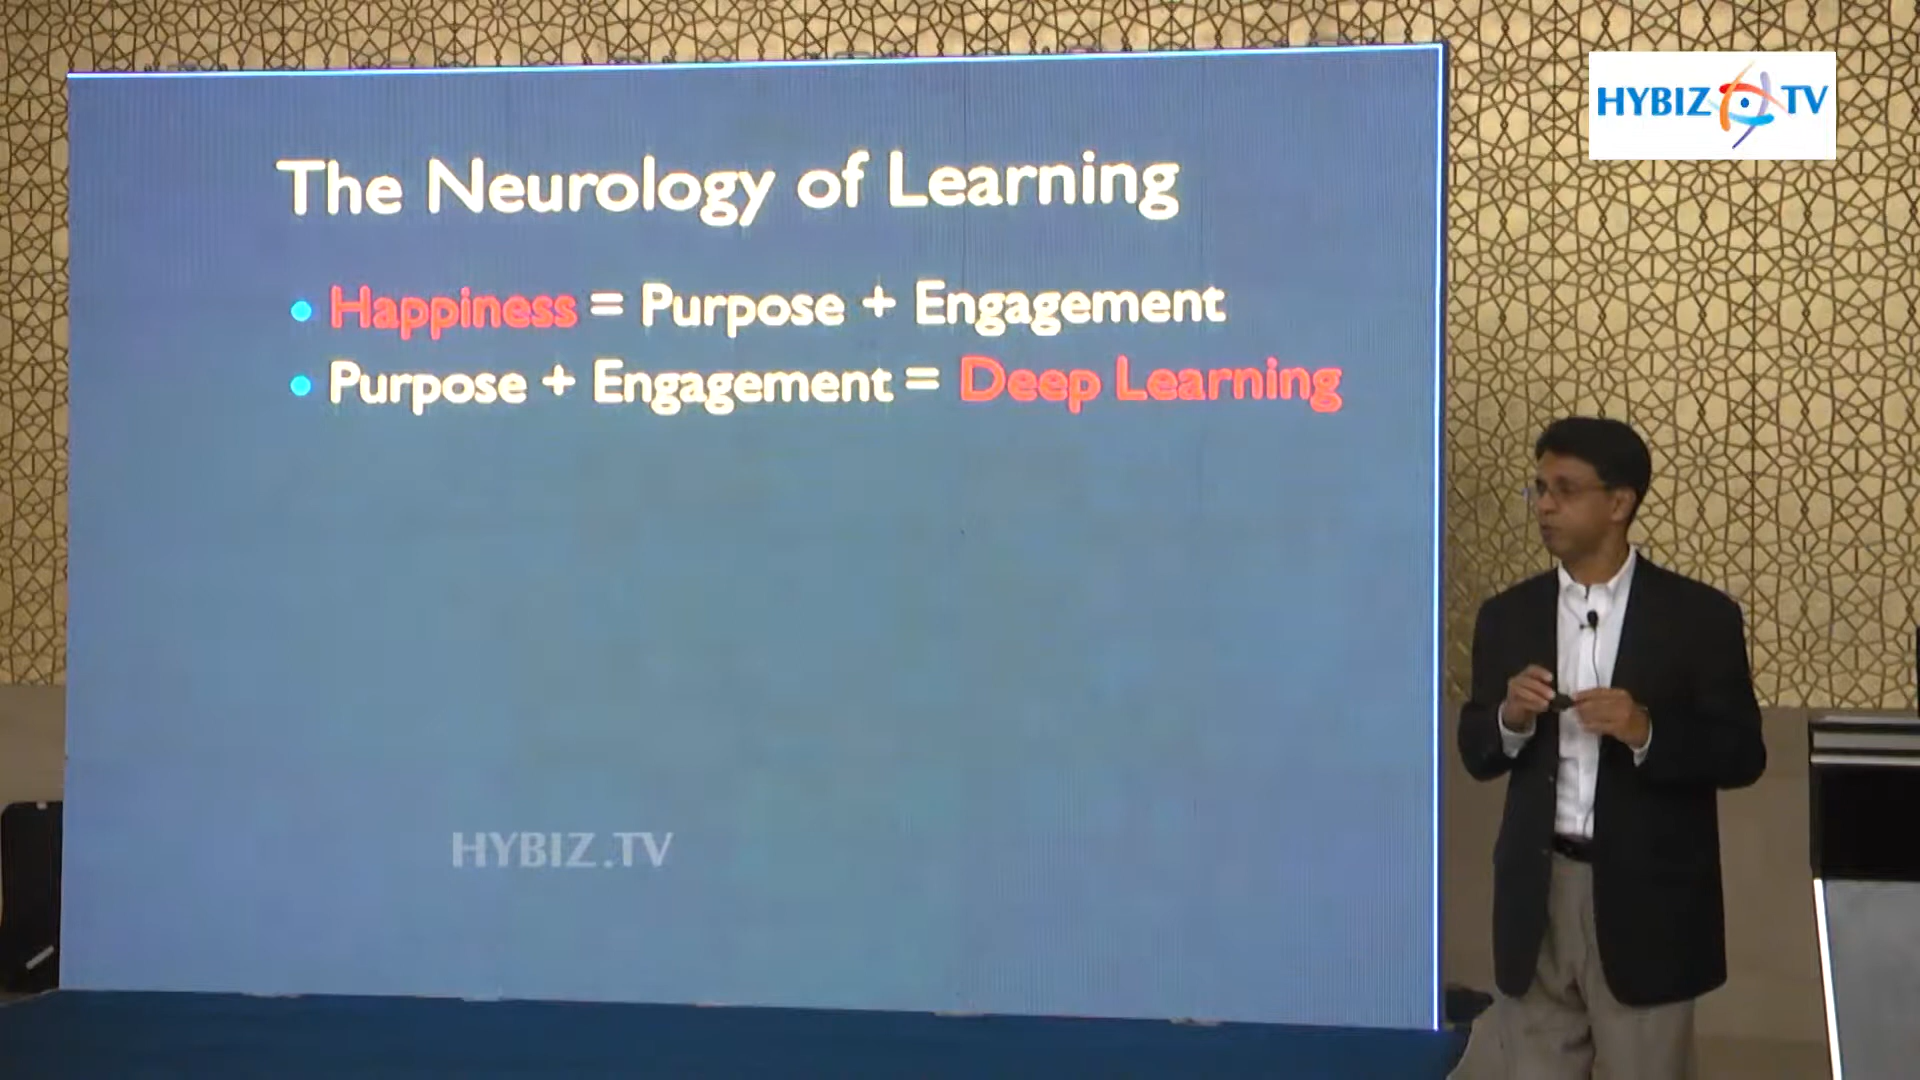 HYBIZ TV
The Neurology of Learning
• Happiness = Purpose + Engagement
• Purpose + Engagement = Deep Learning
HYBIZ.TV